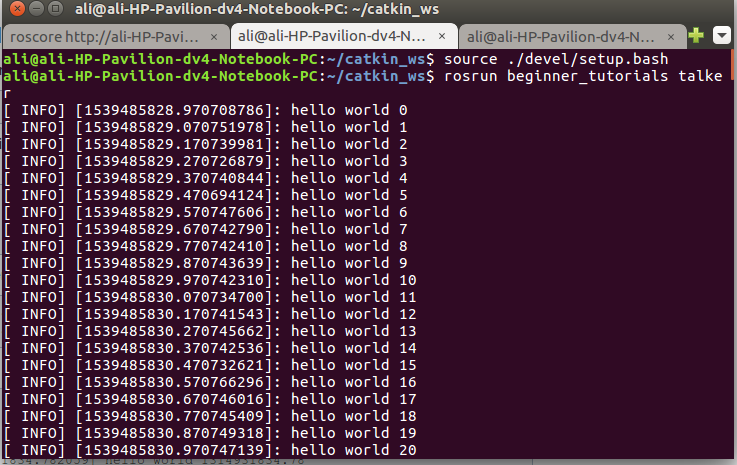 ali@ali-HP-Pavilion-dv4-Notebook-PC: ~/catkin_ws
roscore http://ali-HP-Pavi... × ali@ali-HP-Pavilion-dv4-N... × ali@ali-HP-Pavilion-dv4-N... ×
ali@ali-HP-Pavilion-dv4-Notebook-PC:~/catkin_ws$ source ./devel/setup.bash
ali@ali-HP-Pavilion-dv4-Notebook-PC:~/catkin_ws$ rosrun beginner_tutorials talke
r
[ INFO] [1539485828.970708786]: hello world 0
[ INFO] [1539485829.070751978]: hello world 1
[ INFO] [1539485829.170739981]: hello world 2
[ INFO] [1539485829.270726879]: hello world 3
[ INFO] [1539485829.370740844]: hello world 4
[ INFO] [1539485829.470694124]: hello world 5
[ INFO] [1539485829.570747606]: hello world 6
[ INFO] [1539485829.670742790]: hello world 7
[ INFO] [1539485829.770742410]: hello world 8
[ INFO] [1539485829.870743639]: hello world 9
[ INFO] [1539485829.970742310]: hello world 10
[ INFO] [1539485830.070734700]: hello world 11
[ INFO] [1539485830.170741543]: hello world 12
[ INFO] [1539485830.270745662]: hello world 13
[ INFO] [1539485830.370742536]: hello world 14
[ INFO] [1539485830.470732621]: hello world 15
[ INFO] [1539485830.570766296]: hello world 16
[ INFO] [1539485830.670746016]: hello world 17
[ INFO] [1539485830.770745409]: hello world 18
[ INFO] [1539485830.870749318]: hello world 19
[ INFO] [1539485830.970747139]: hello world 20